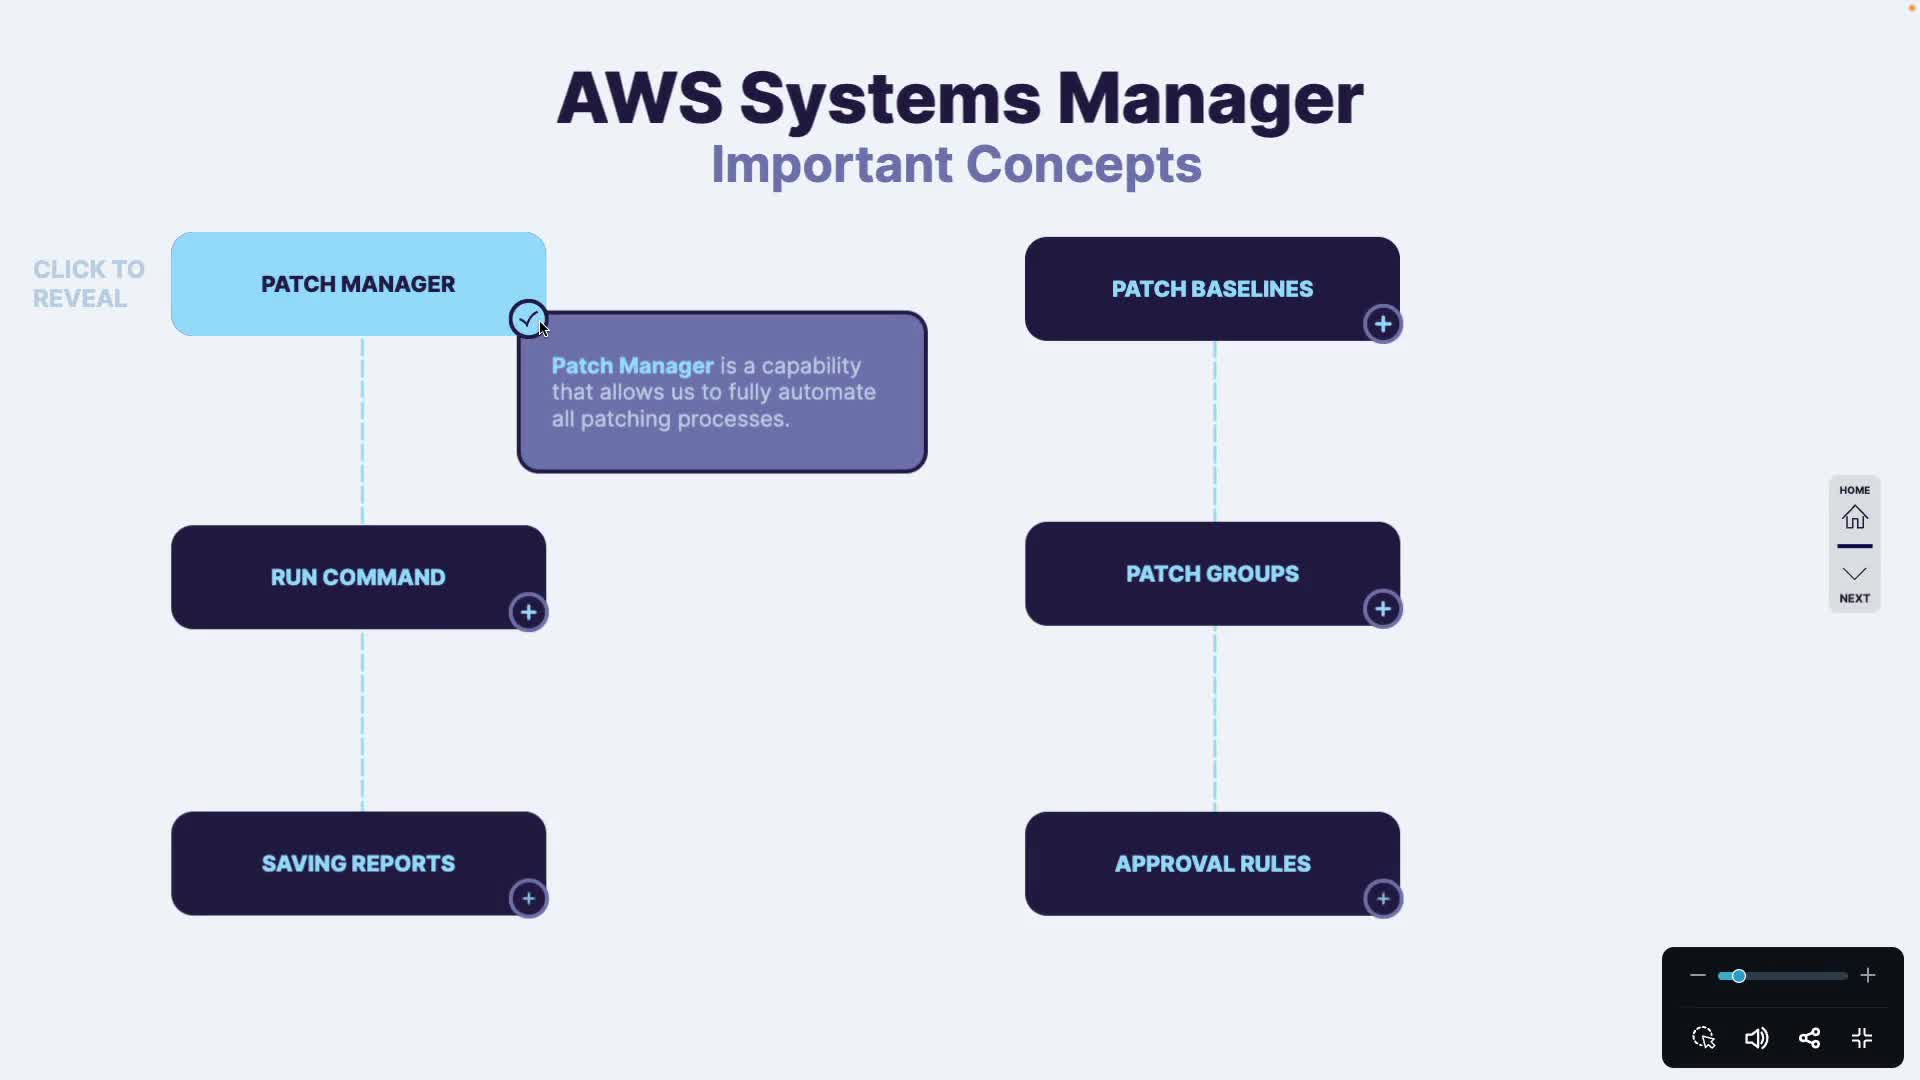 AWS Systems Manager
Important Concepts
CLICK TO
REVEAL
PATCH MANAGER
Patch Manager is a capability
that allows us to fully automate
all patching processes.
RUN COMMAND
SAVING REPORTS
PATCH BASELINES
PATCH GROUPS
APPROVAL RULES
HOME
NEXT